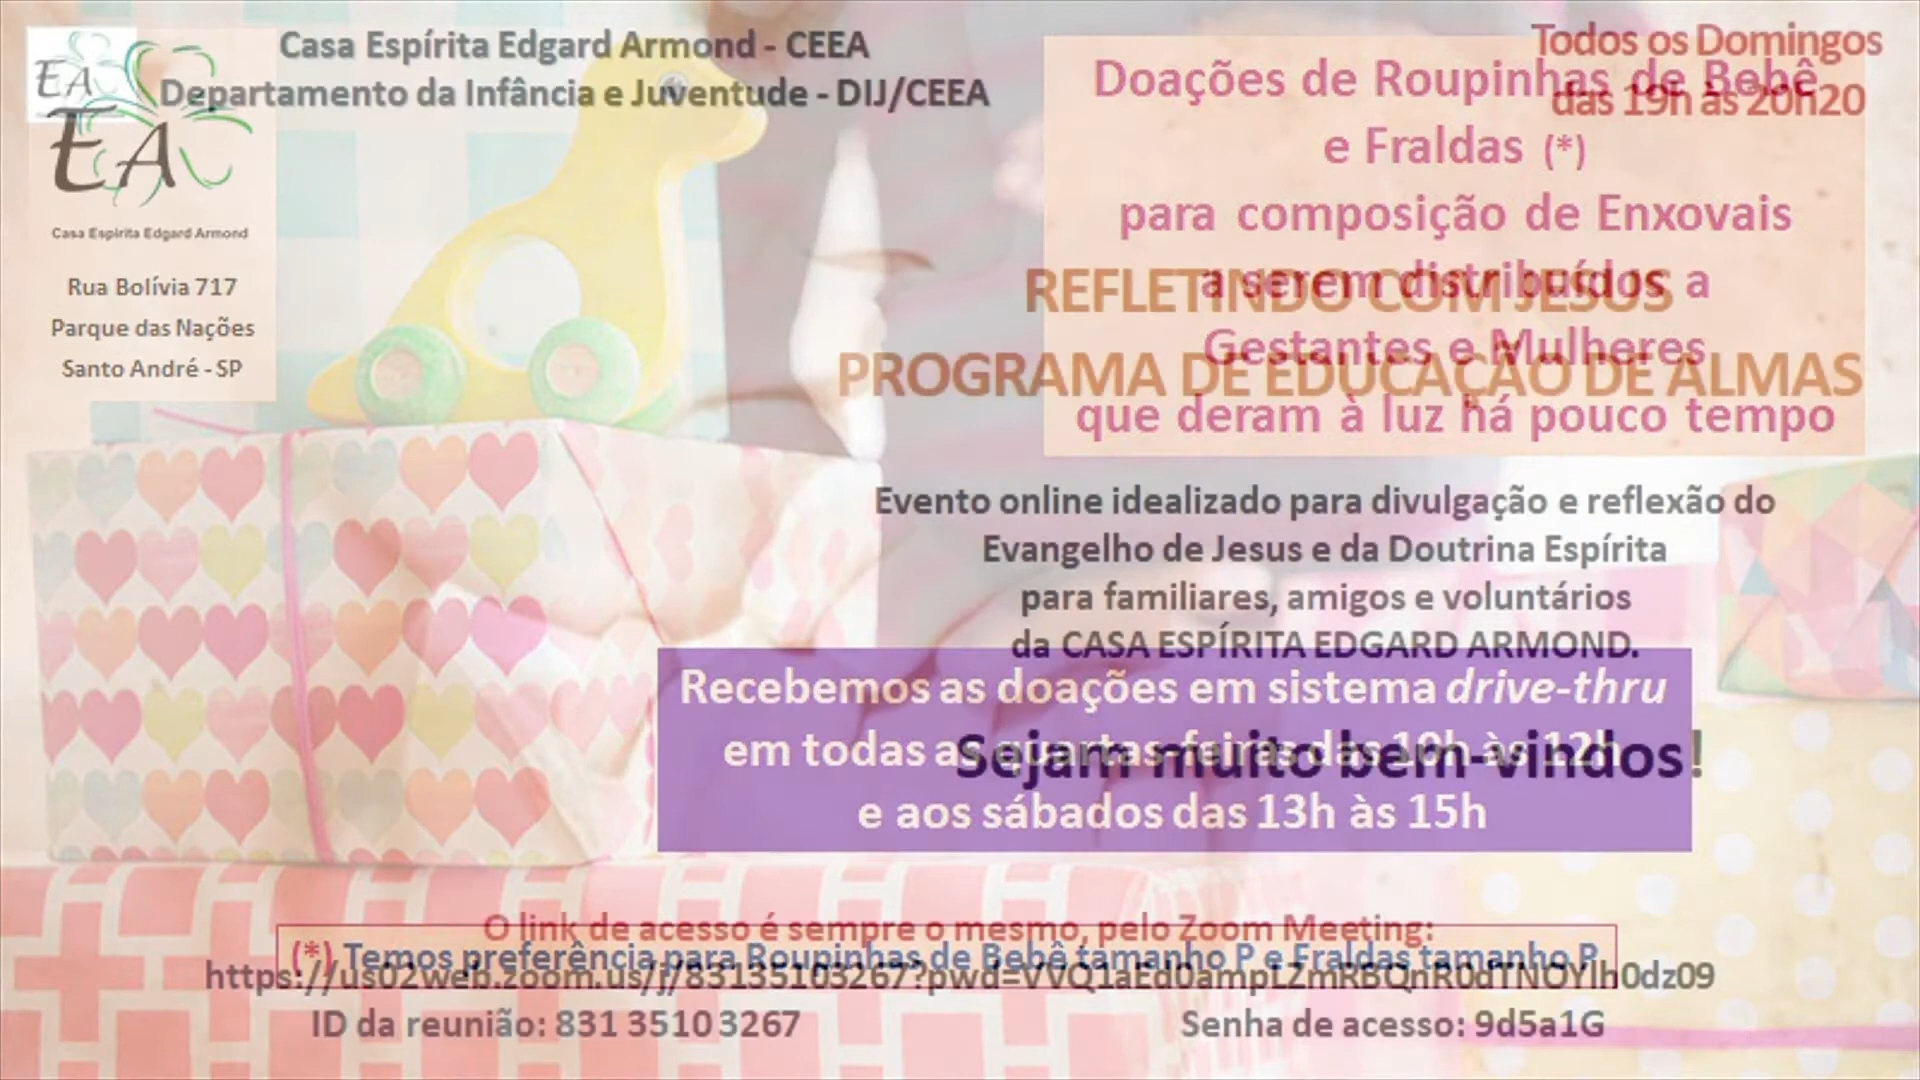 Casa Espírita Edgard Armond - CEEA
Departamento da Infância e Juventude - DIJ/CEEA
EA
EA
Casa Espírita Edgard Armond
Rua Bolívia 717
Parque das Nações
Santo André - SP
Todos os Domingos
das 19h às 20h20
Doações de Roupinhas de Bebê
e Fraldas (*)
para composição de Enxovais
a serem distribuídos a
Gestantes e Mulheres
que deram à luz há pouco tempo
REFLETINDO COM JESUS
PROGRAMA DE EDUCAÇÃO DE ALMAS
Evento online idealizado para divulgação e reflexão do
Evangelho de Jesus e da Doutrina Espírita
para familiares, amigos e voluntários
da CASA ESPÍRITA EDGARD ARMOND.
Recebemos as doações em sistema drive-thru
em todas as quartas-feiras das 10h às 12h
e aos sábados das 13h às 15h
Sejam muito bem-vindos!
O link de acesso é sempre o mesmo, pelo Zoom Meeting:
(*) Temos preferência para Roupinhas de Bebê tamanho P e Fraldas tamanho P
ID da reunião: 831 3510 3267
Senha de acesso: 9d5a1G